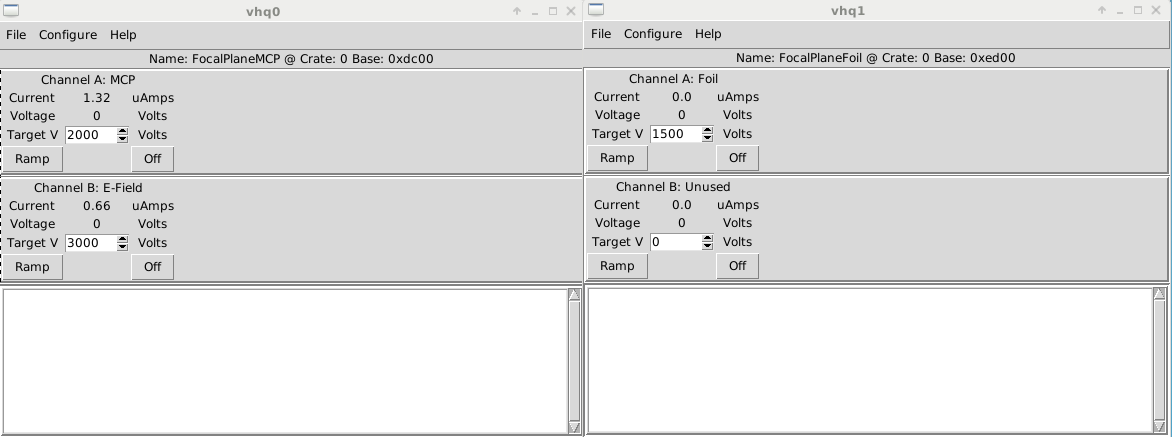 vhq0
File Configure Help
Name: FocalPlaneMCP @ Crate: 0 Base: 0xdc00
Channel A: MCP
Current 1.32 uAmps
Voltage 0 Volts
Target V 2000 Volts
Ramp Off
Channel B: E-Field
Current 0.66 uAmps
Voltage 0 Volts
Target V 3000 Volts
Ramp Off
vhq1
File Configure Help
Name: FocalPlaneFoil @ Crate: 0 Base: 0xed00
Channel A: Foil
Current 0.0 uAmps
Voltage 0 Volts
Target V 1500 Volts
Ramp Off
Channel B: Unused
Current 0.0 uAmps
Voltage 0 Volts
Target V 0 Volts
Ramp Off